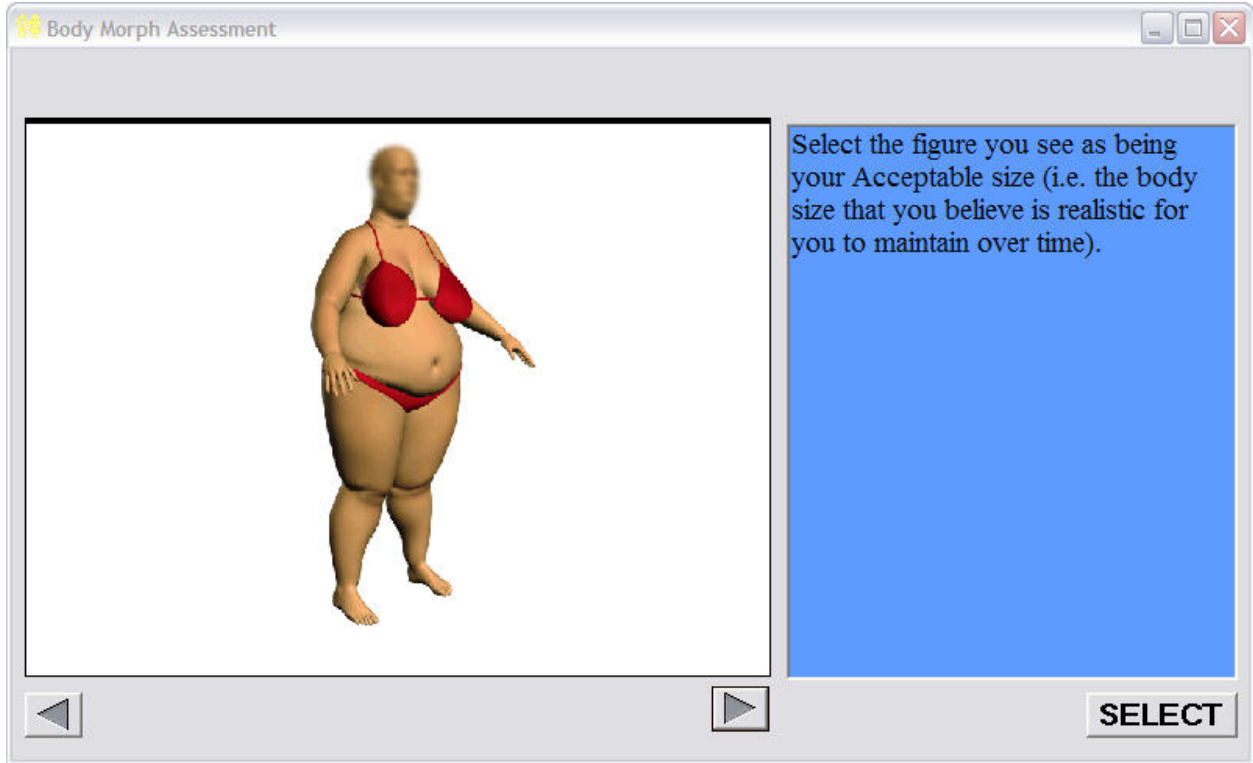 Body Morph Assessment
Select the figure you see as being
your Acceptable size (i.e. the body
size that you believe is realistic for
you to maintain over time).
SELECT